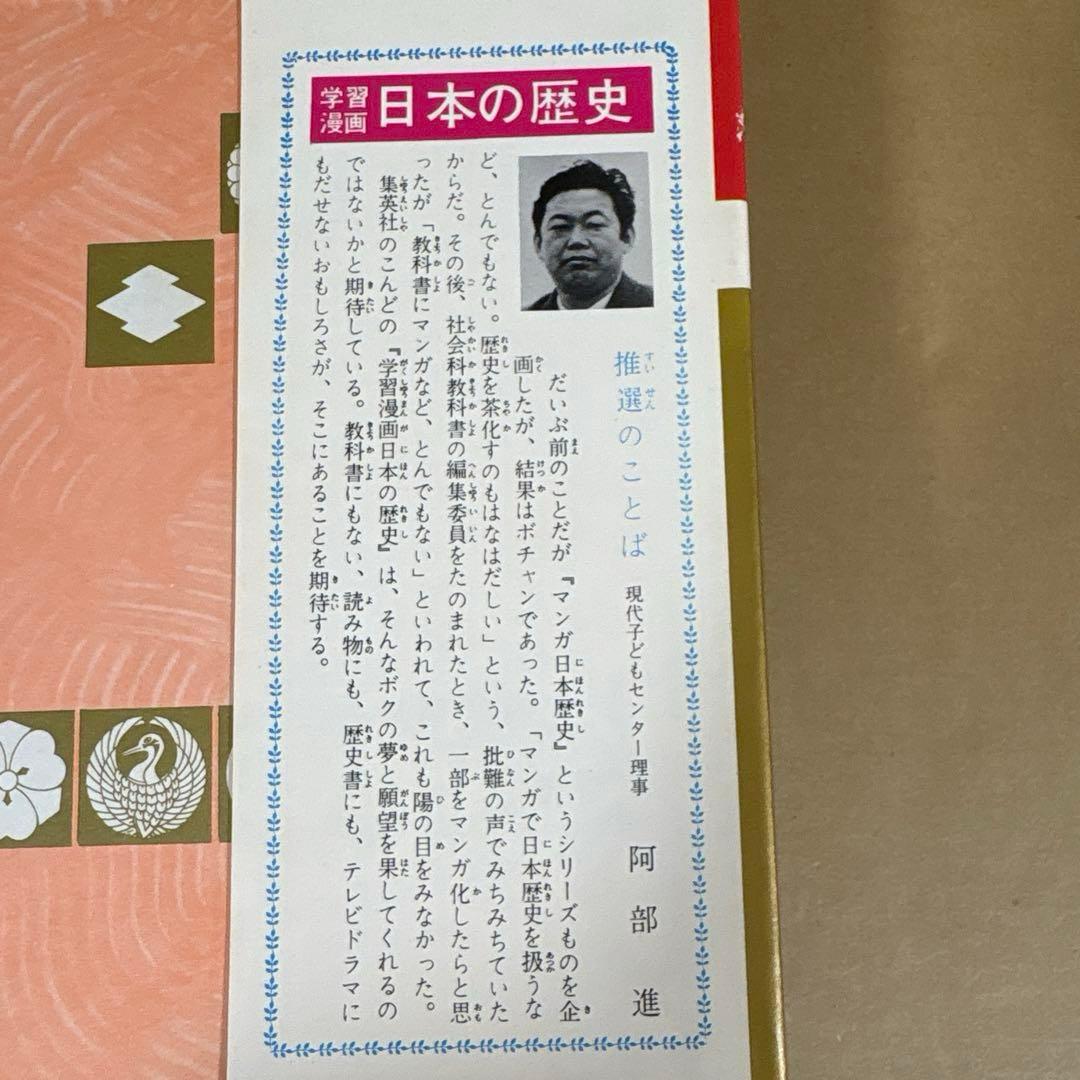 学習
漫画
日本の歴史
推選のことば
すいせん
現代子どもセンター理事
阿部 進
だいぶ前のことだが『マンガ日本歴史』というシリーズものを企
画したが、結果はボチャンであった。「マンガで日本歴史を扱うな
ど、とんでもない。歴史を茶化すのもはなはだしい」という、批難の声でみちみちていた
からだ。その後、社会科教科書の編集委員をたのまれたとき、一部をマンガ化したらと思
ったが「教科書にマンガなど、とんでもない」といわれて、これも陽の目をみなかった。
集英社のこんどの『学習漫画日本の歴史』は、そんなボクの夢と願望を果してくれるの
ではないかと期待している。教科書にもない、読み物にも、歴史書にも、テレビドラマに
もだせないおもしろさが、そこにあることを期待する。